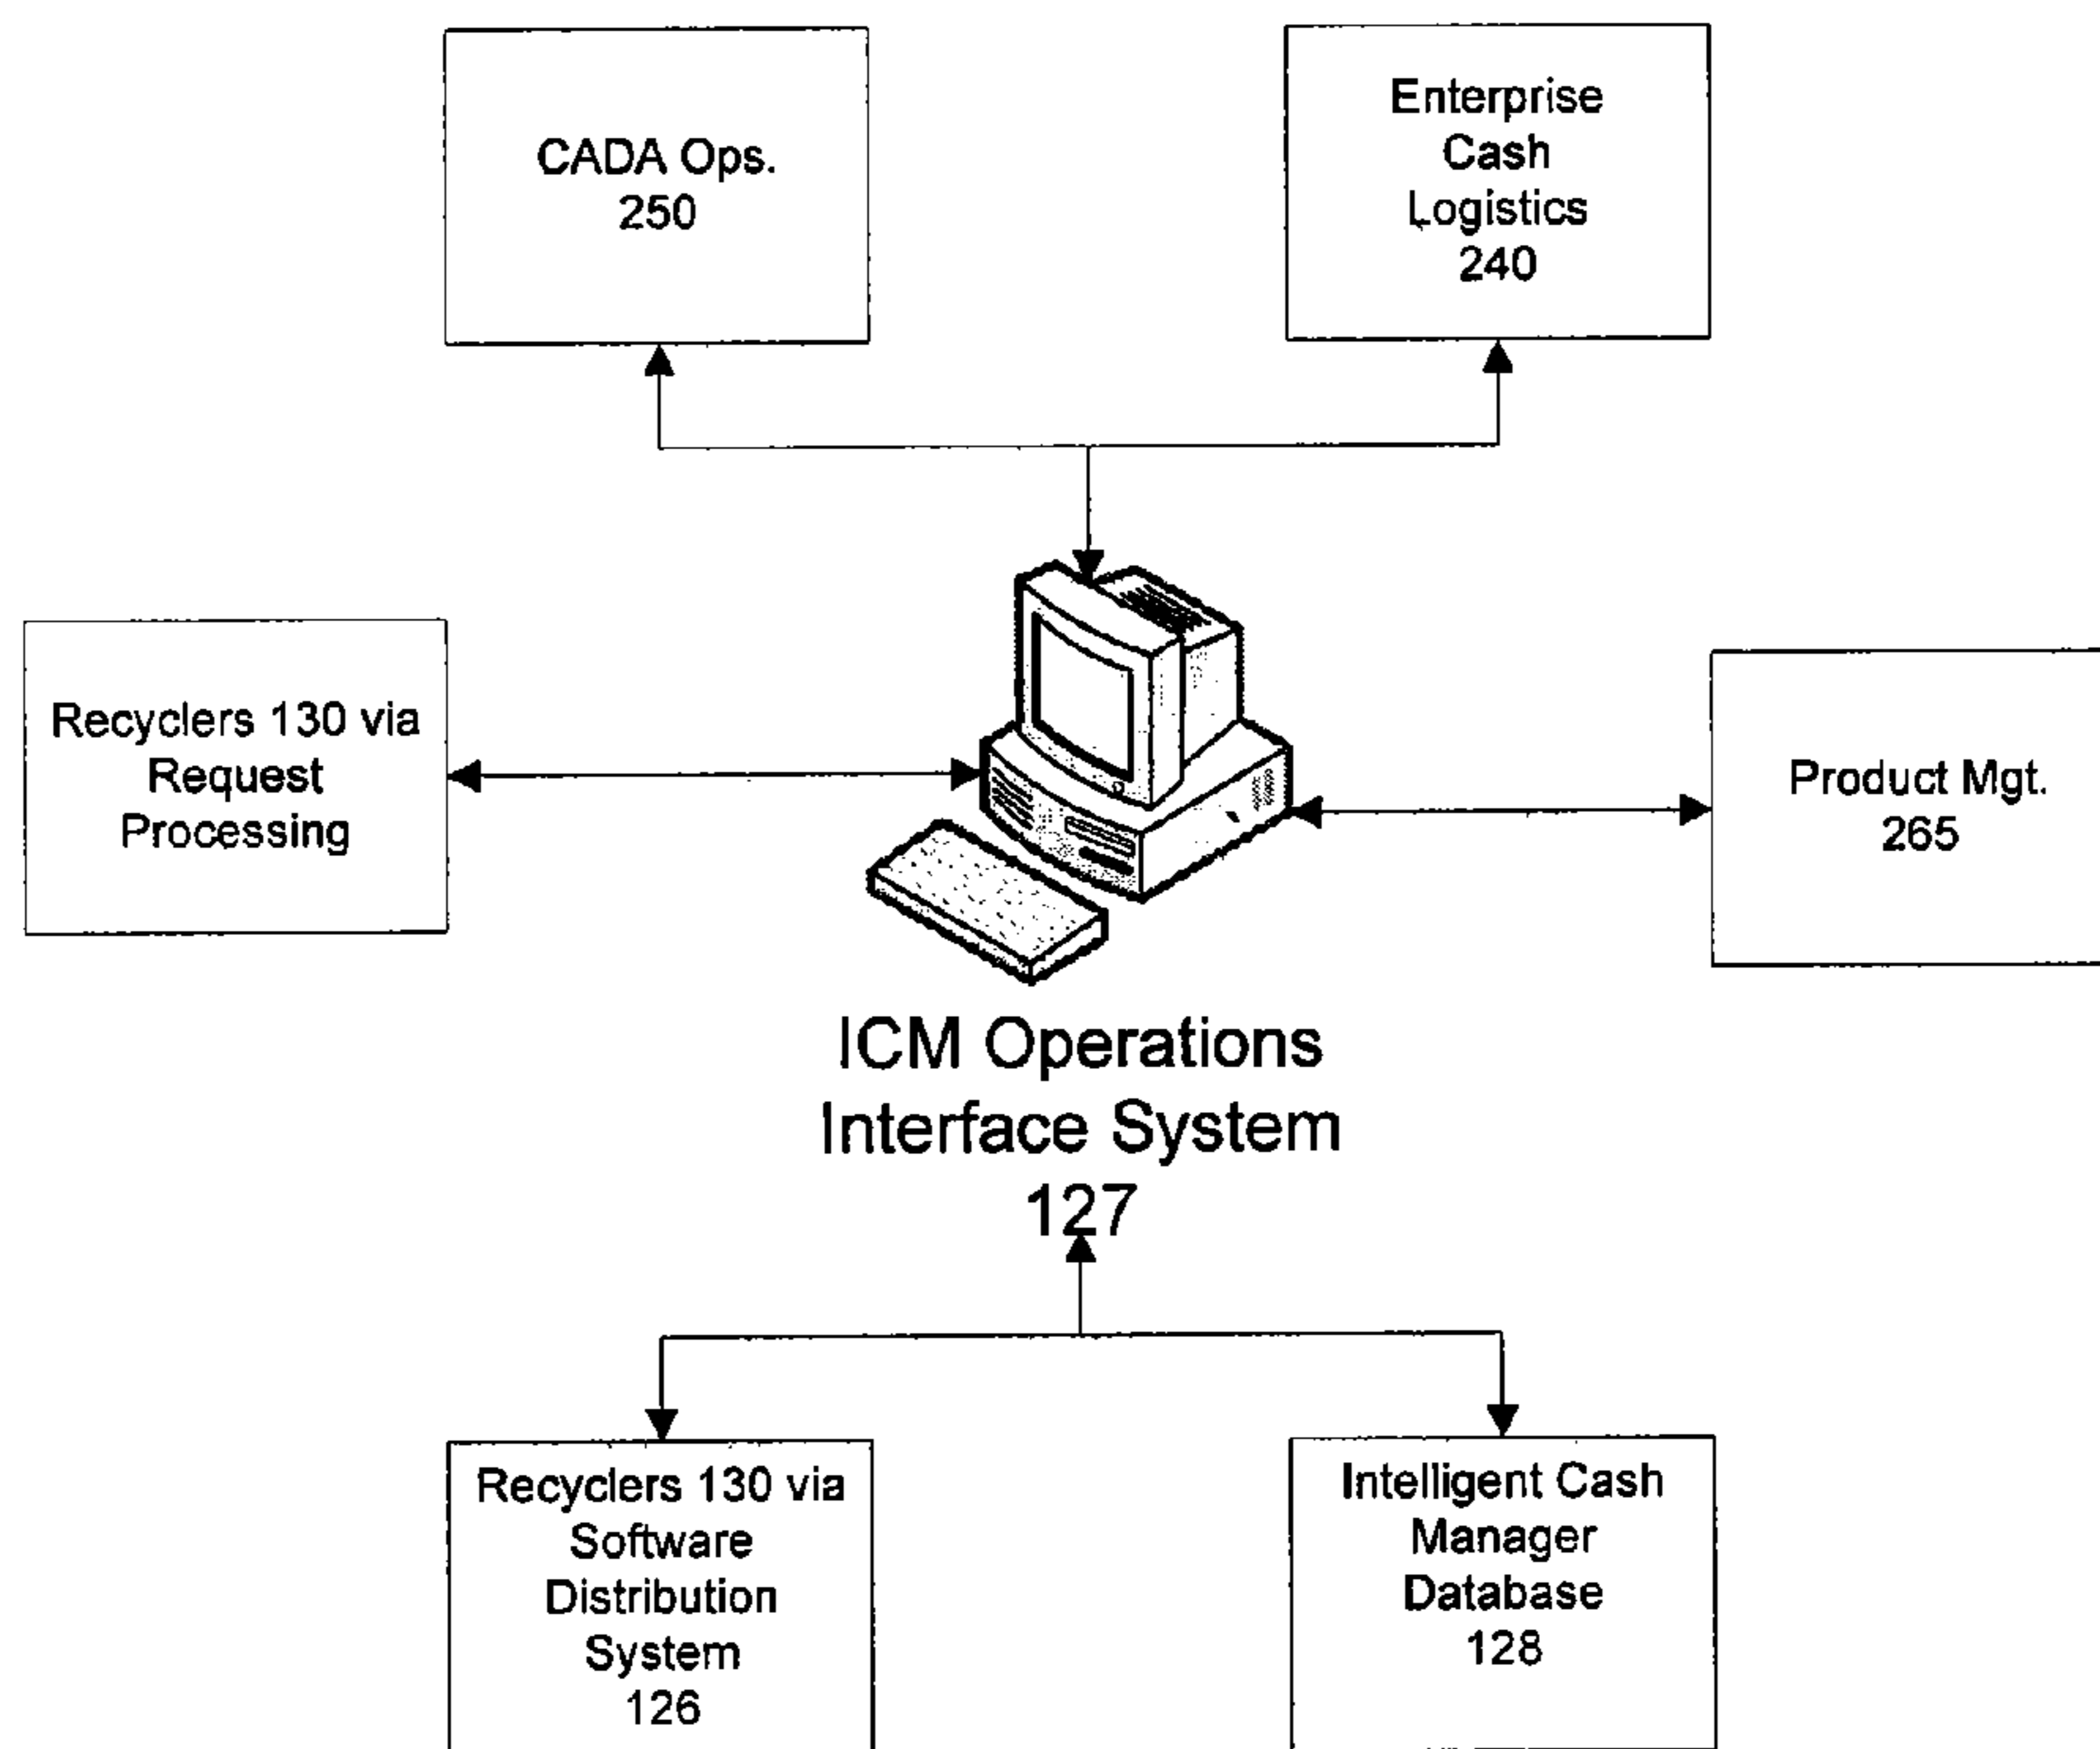 CADA Ops.
250
Enterprise
Cash
Logistics
240
Recyclers 130 via
Request
Processing
Product Mgt.
265
ICM Operations
Interface System
127
Recyclers 130 via
Software
Distribution
System
126
Intelligent Cash
Manager
Database
128